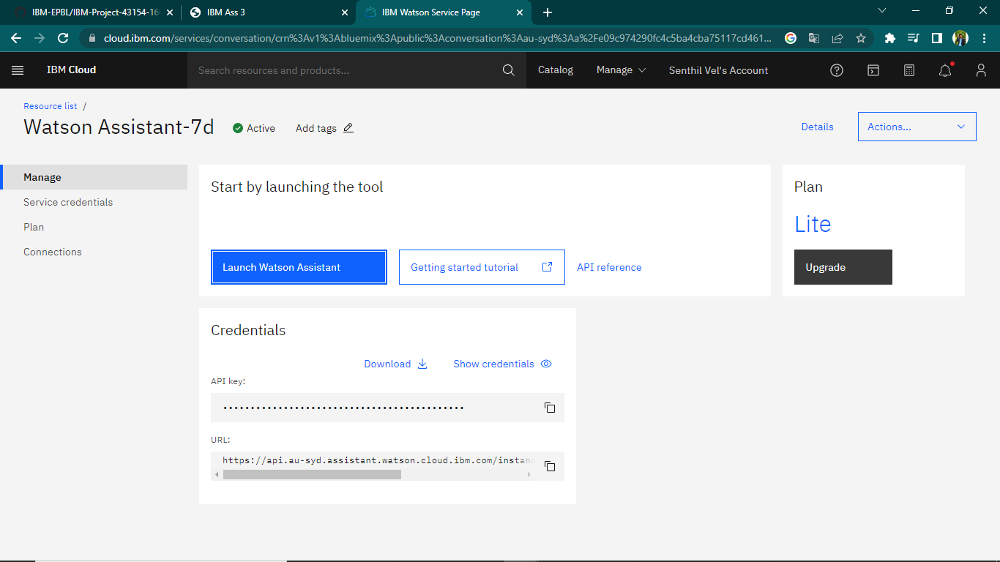 IBM-EPBL/IBM-Project-43154-16
IBM Ass 3
IBM Watson Service Page
cloud.ibm.com/services/conversation/crn%3Av1%3Abluemix%3Apublic%3Aconversation%3Aau-syd%3Aa%2Fe09c974290fc4c5ba4cba75117cd461...
IBM Cloud
Search resources and products...
Catalog
Manage
Senthil Vel's Account
Resource list /
Watson Assistant-7d
Active
Add tags
Details
Actions...
Manage
Service credentials
Plan
Connections
Start by launching the tool
Launch Watson Assistant
Getting started tutorial
API reference
Plan
Lite
Upgrade
Credentials
Download
Show credentials
API key:
URL:
https://api.au-syd.assistant.watson.cloud.ibm.com/instanc